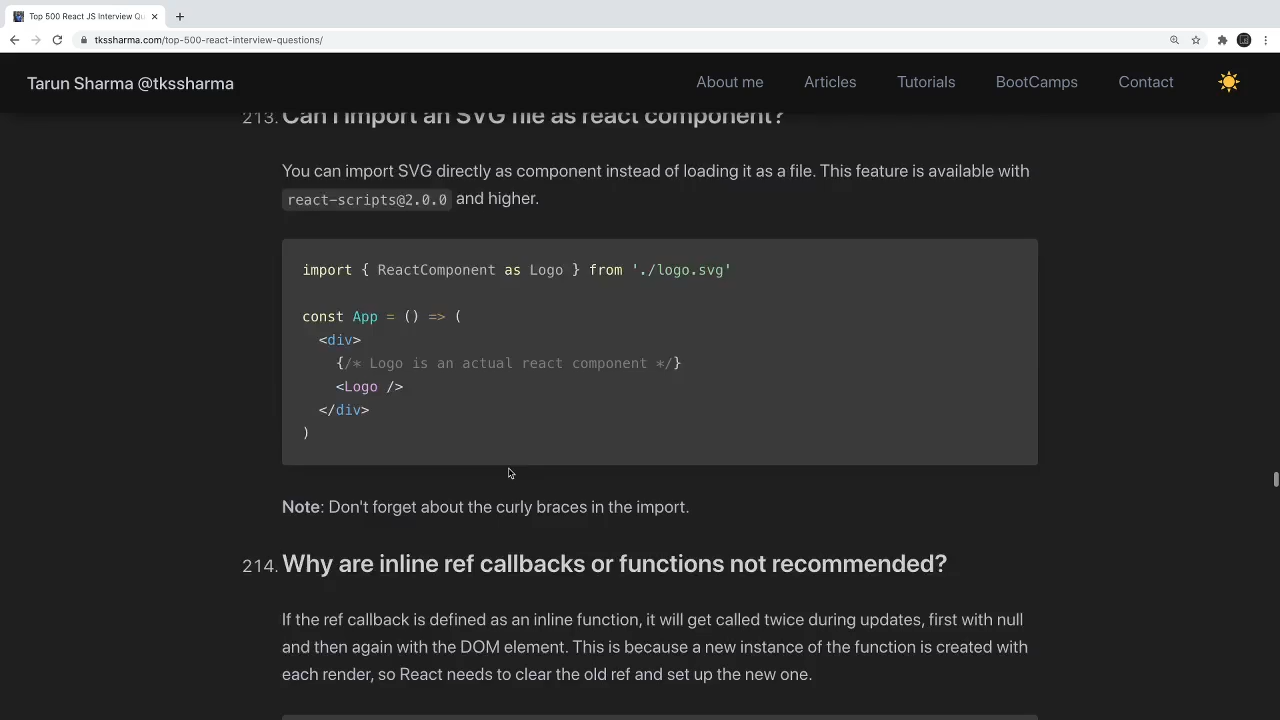 Top 500 React JS Interview Qu
tkssharma.com/top-500-react-interview-questions/
Tarun Sharma @tkssharma
About me
Articles
Tutorials
BootCamps
Contact
213. Can I import an SVG file as react component?
You can import SVG directly as component instead of loading it as a file. This feature is available with
react-scripts@2.0.0 and higher.
import { ReactComponent as Logo } from './logo.svg'
const App = () => (
<div>
{/* Logo is an actual react component */}
<Logo />
</div>
)
Note: Don't forget about the curly braces in the import.
214. Why are inline ref callbacks or functions not recommended?
If the ref callback is defined as an inline function, it will get called twice during updates, first with null
and then again with the DOM element. This is because a new instance of the function is created with
each render, so React needs to clear the old ref and set up the new one.